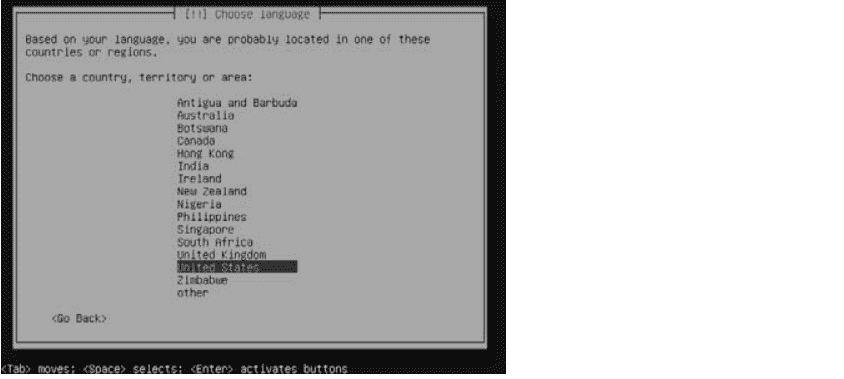 [!!] Choose language
Based on your language, you are probably located in one of these
countries or regions.
Choose a country, territory or area:
Antigua and Barbuda
Australia
Botswana
Canada
Hong Kong
India
Ireland
New Zealand
Nigeria
Philippines
Singapore
South Africa
United Kingdom
United States
Zimbabwe
other
<Go Back>
<Tab> moves; <Space> selects; <Enter> activates buttons